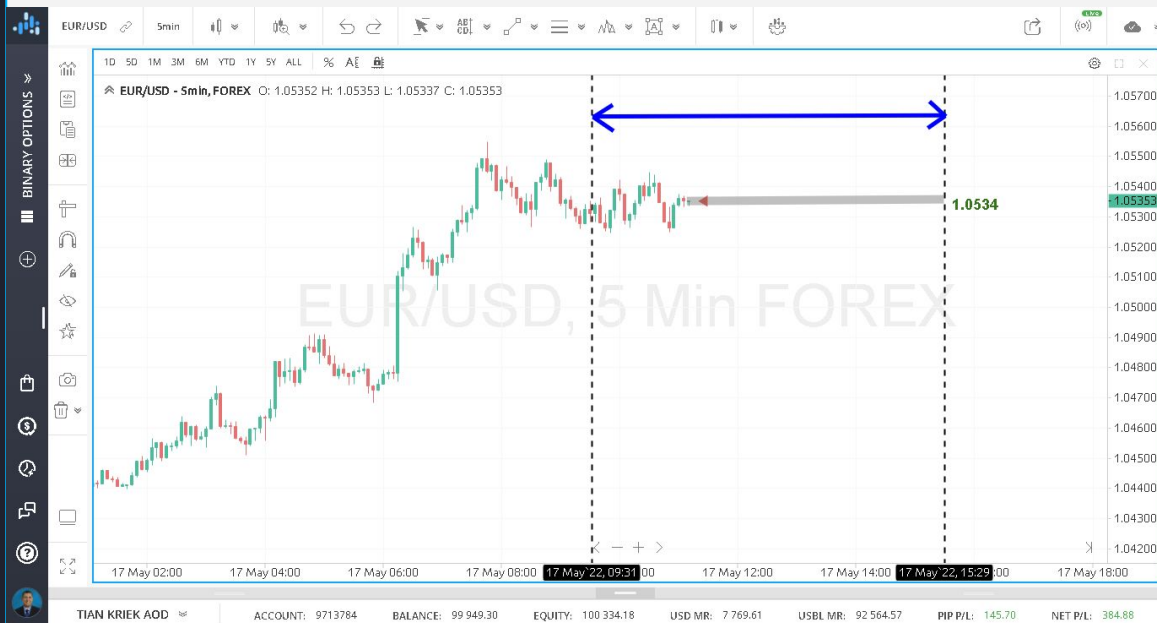 EUR/USD 5min AB CD A LIVE
1D 5D 1M 3M 6M YTD 1Y 5Y ALL %
EUR/USD - 5min, FOREX O: 1.05352 H: 1.05353 L: 1.05337 C: 1.05353
BINARY OPTIONS
1.05700
1.05600
1.05500
1.05400
1.05353
1.05300
1.0534
1.05200
1.05100
EUR/USD, 5 Min FOREX
1.05000
1.04900
1.04800
1.04700
1.04600
1.04500
1.04400
1.04300
1.04200
17 May 02:00 17 May 04:00 17 May 06:00 17 May 08:00 17 May`22, 09:31 00 17 May 12:00 17 May 14:00 17 May`22, 15:29 :00 17 May 18:00
TIAN KRIEK AOD ACCOUNT: 9713784 BALANCE: 99 949.30 EQUITY: 100 334.18 USD MR: 7 769.61 USBL MR: 92 564.57 PIP P/L: 145.70 NET P/L: 384.88